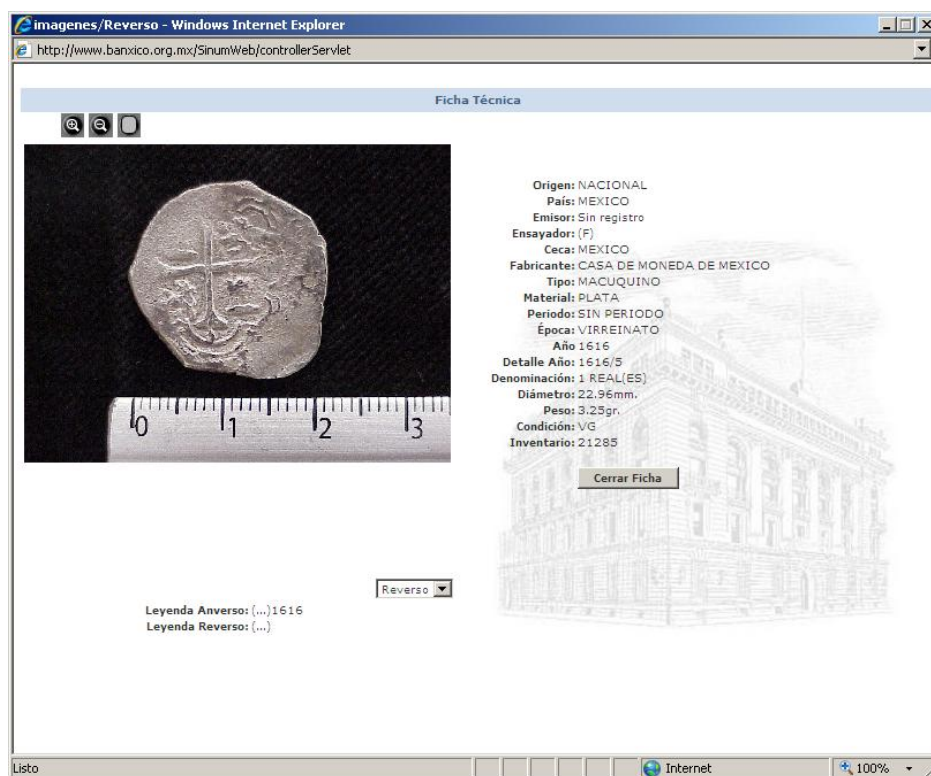 imagenes/Reverso - Windows Internet Explorer
http://www.banxico.org.mx/SinumWeb/controllerServlet
Ficha Técnica
Origen: NACIONAL
País: MEXICO
Emisor: Sin registro
Ensayador: (F)
Ceca: MEXICO
Fabricante: CASA DE MONEDA DE MEXICO
Tipo: MACUQUINO
Material: PLATA
Periodo: SIN PERIODO
Época: VIRREINATO
Año 1616
Detalle Año: 1616/5
Denominación: 1 REAL(ES)
Diámetro: 22.96mm.
Peso: 3.25gr.
Condición: VG
Inventario: 21285
Cerrar Ficha
0 1 2 3
Reverso
Leyenda Anverso: (...)1616
Leyenda Reverso: (...)
Listo
Internet
100%